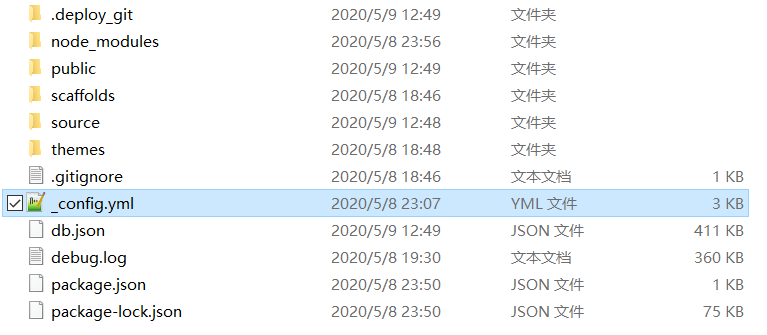 .deploy_git 2020/5/9 12:49 文件夹
node_modules 2020/5/8 23:56 文件夹
public 2020/5/9 12:49 文件夹
scaffolds 2020/5/8 18:46 文件夹
source 2020/5/9 12:48 文件夹
themes 2020/5/8 18:48 文件夹
.gitignore 2020/5/8 18:46 文本文档 1 KB
_config.yml 2020/5/8 23:07 YML 文件 3 KB
db.json 2020/5/9 12:49 JSON 文件 411 KB
debug.log 2020/5/8 19:30 文本文档 360 KB
package.json 2020/5/8 23:50 JSON 文件 1 KB
package-lock.json 2020/5/8 23:50 JSON 文件 75 KB